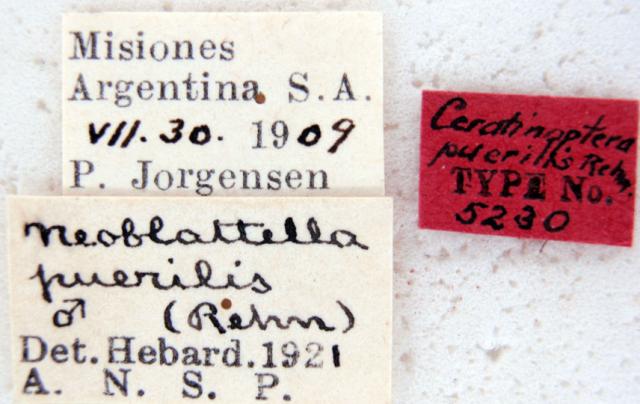 Misiones
Argentina S.A.
VII. 30. 1909
P. Jorgensen
Neoblattella
puerilis
♂ (Rehn)
Det. Hebard. 1921
A. N. S. P.
Ceratinoptera
puerilis Rehn.
TYPE No.
5230